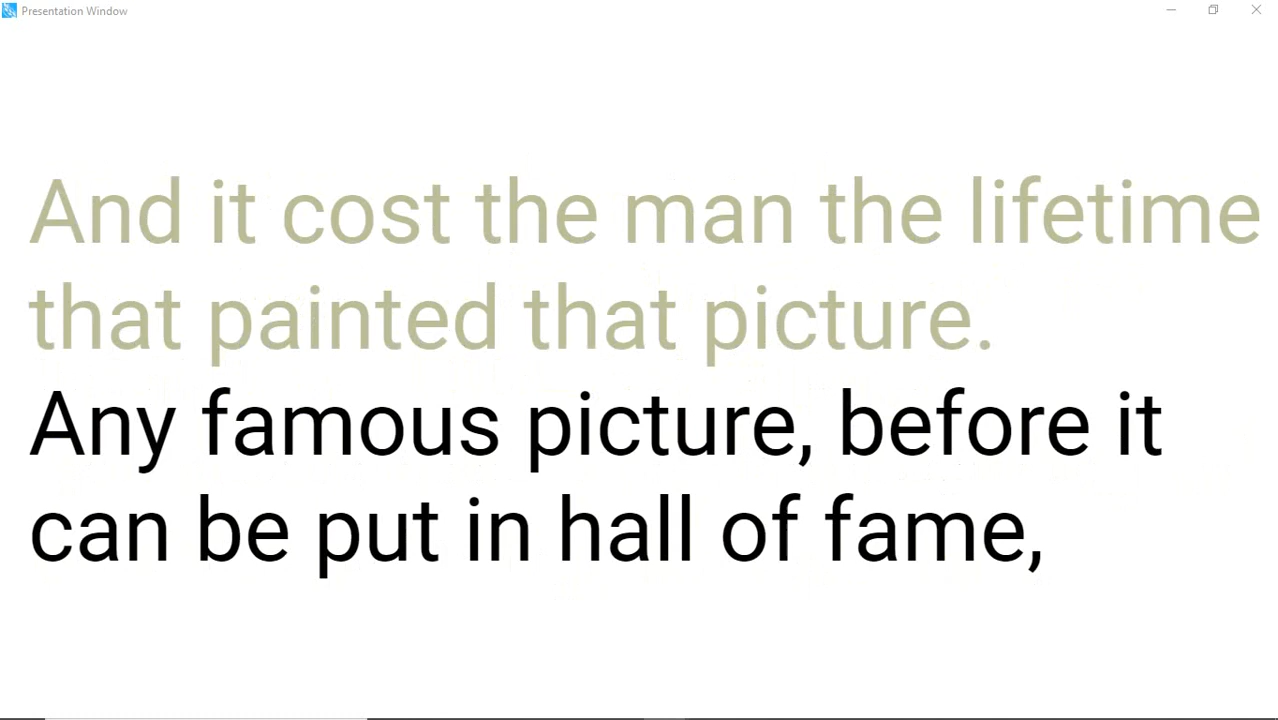 Presentation Window
And it cost the man the lifetime
that painted that picture.
Any famous picture, before it
can be put in hall of fame,